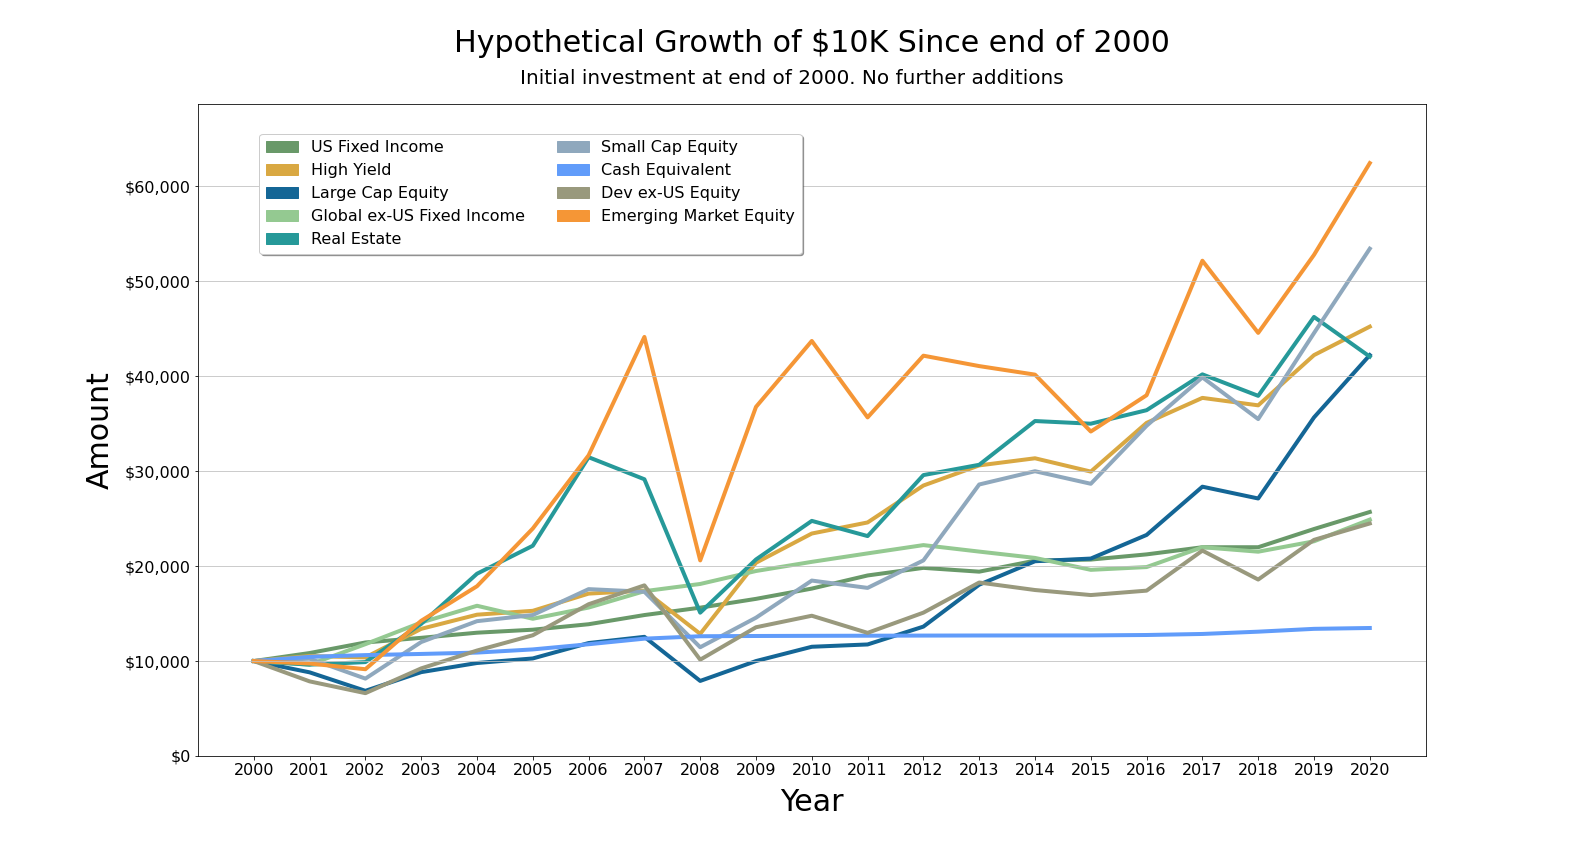 Hypothetical Growth of $10K Since end of 2000
Initial investment at end of 2000. No further additions
US Fixed Income
High Yield
Large Cap Equity
Global ex-US Fixed Income
Real Estate
Small Cap Equity
Cash Equivalent
Dev ex-US Equity
Emerging Market Equity
Amount
$60,000
$50,000
$40,000
$30,000
$20,000
$10,000
$0
2000 2001 2002 2003 2004 2005 2006 2007 2008 2009 2010 2011 2012 2013 2014 2015 2016 2017 2018 2019 2020
Year